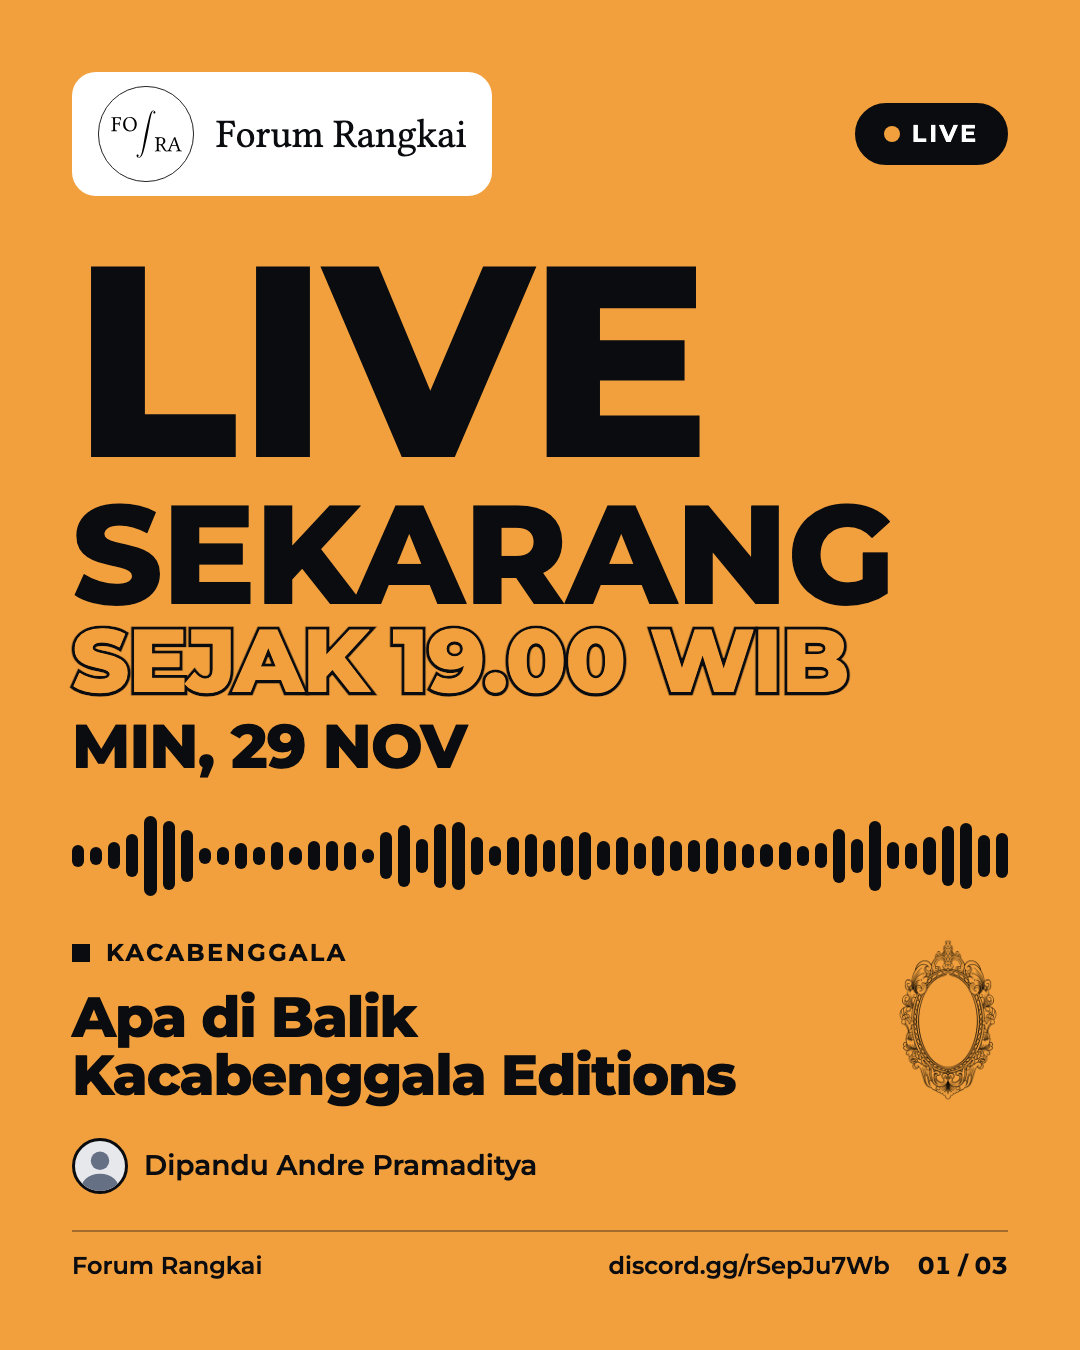 FO RA
Forum Rangkai
LIVE
LIVE
SEKARANG
SEJAK 19.00 WIB
MIN, 29 NOV
KACABENGGALA
Apa di Balik
Kacabenggala Editions
Dipandu Andre Pramaditya
Forum Rangkai
discord.gg/rSepJu7Wb
01 / 03